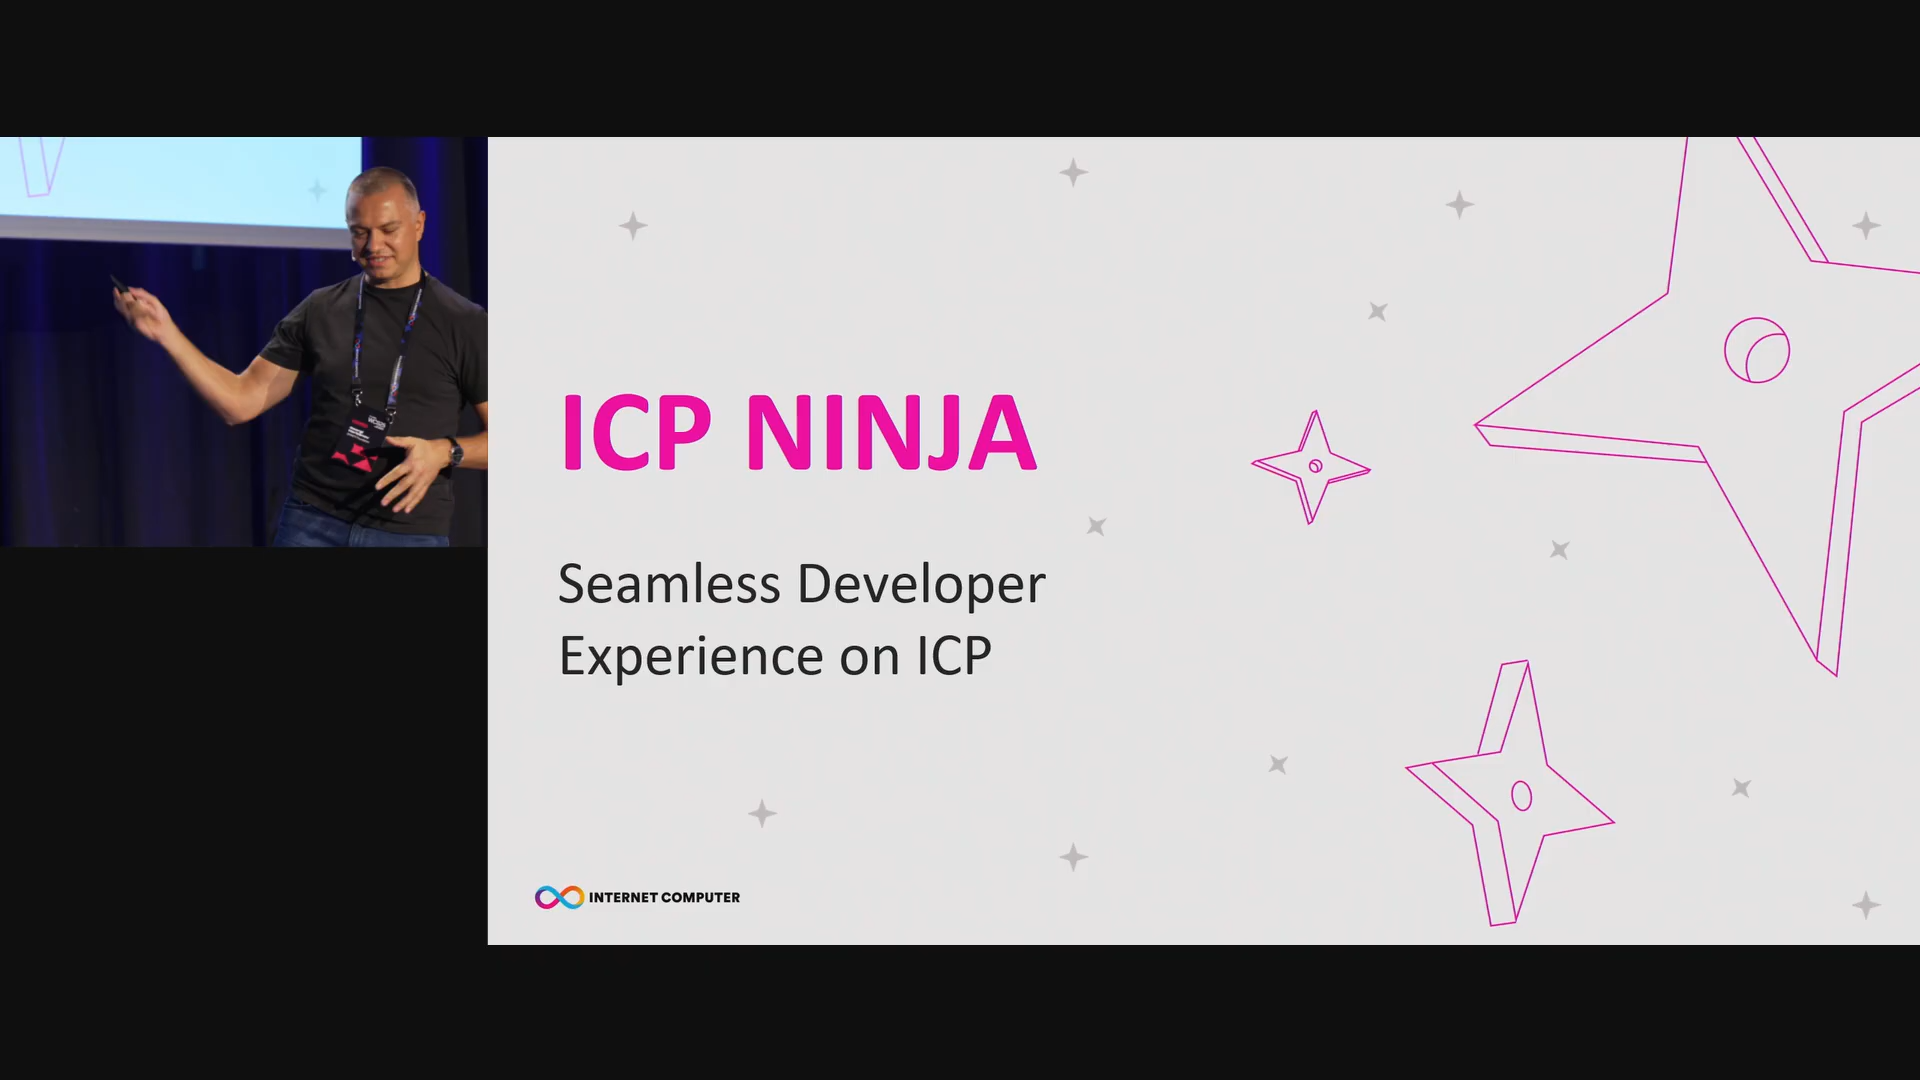 ICP NINJA
Seamless Developer
Experience on ICP
INTERNET COMPUTER